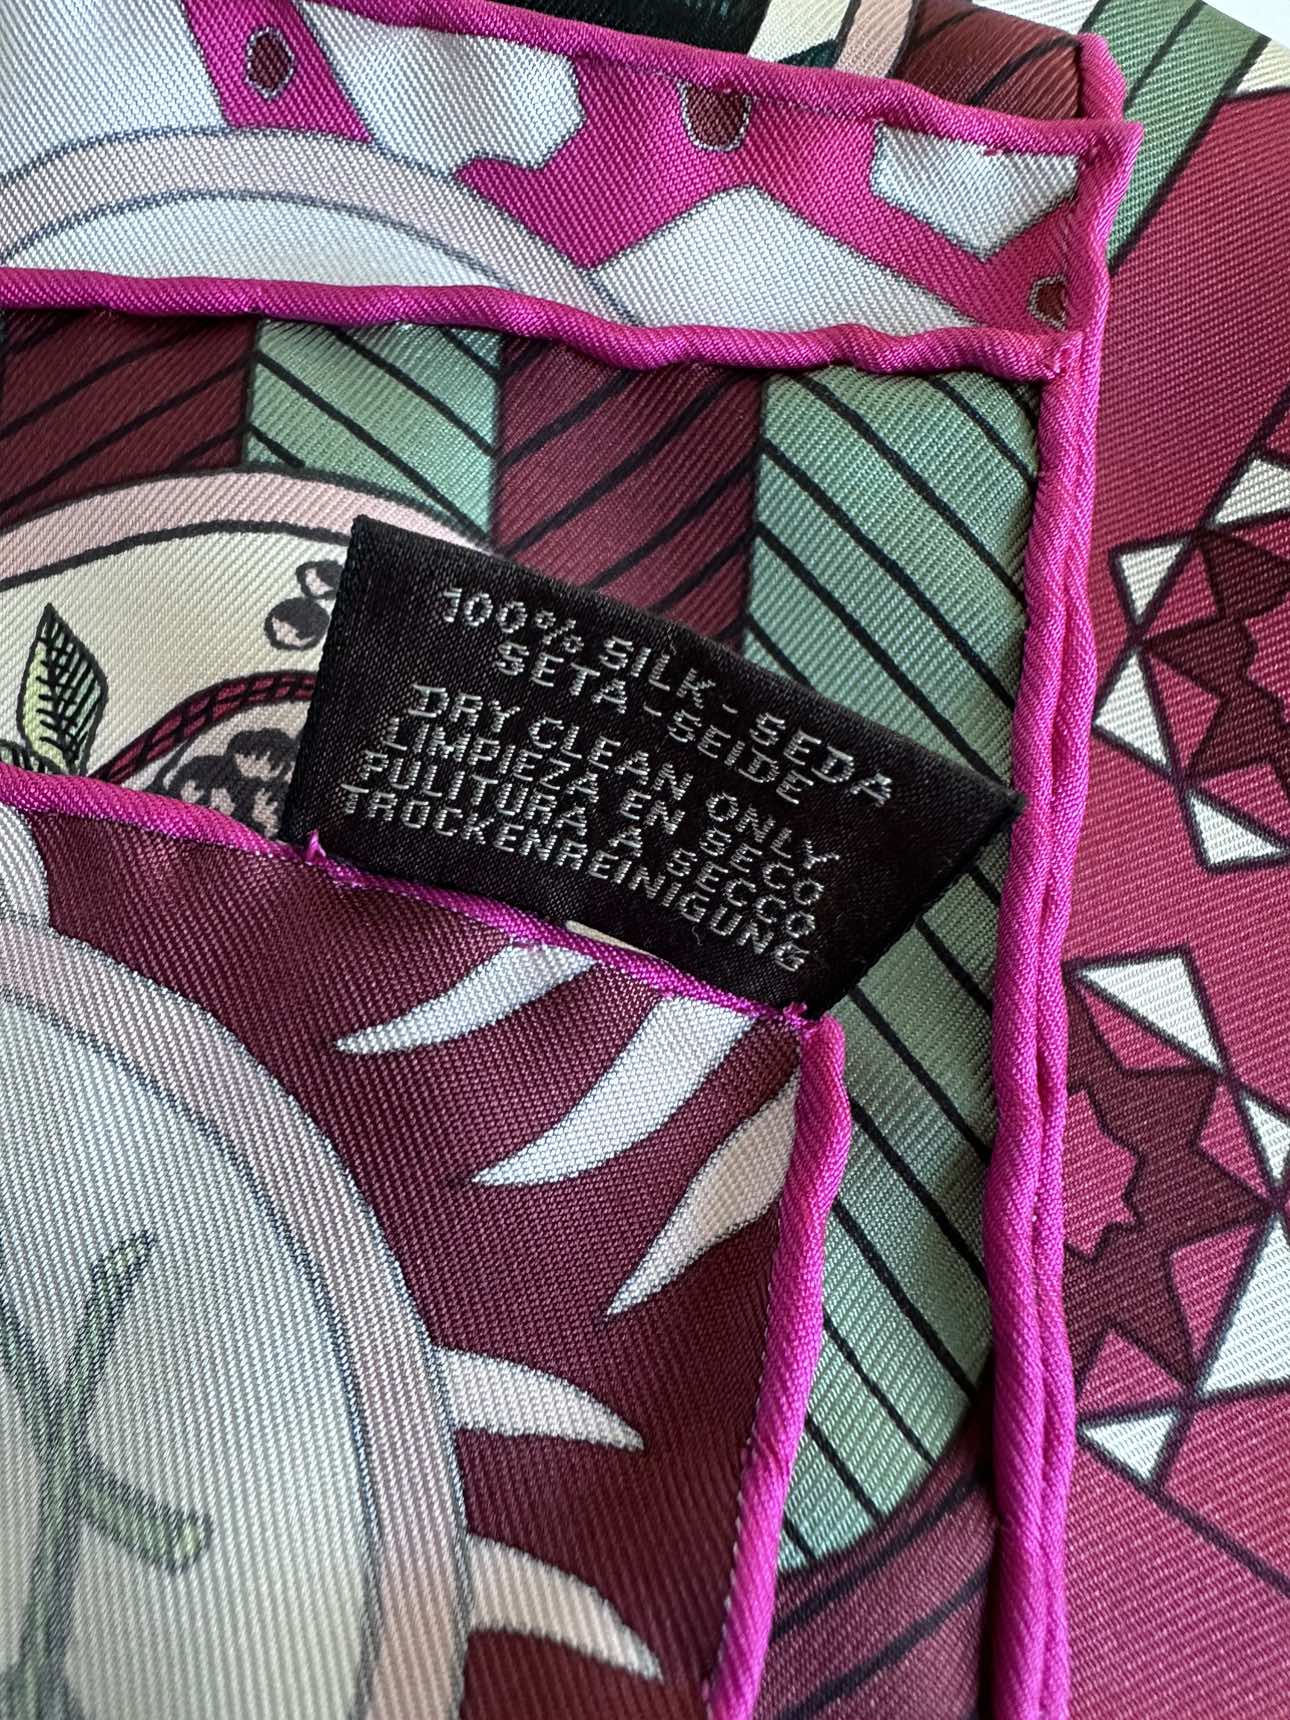 100% SILK - SEDA
SETA - SEIDE
DRY CLEAN ONLY
LIMPIEZA EN SECO
PULITURA A SECCO
TROCKENREINIGUNG